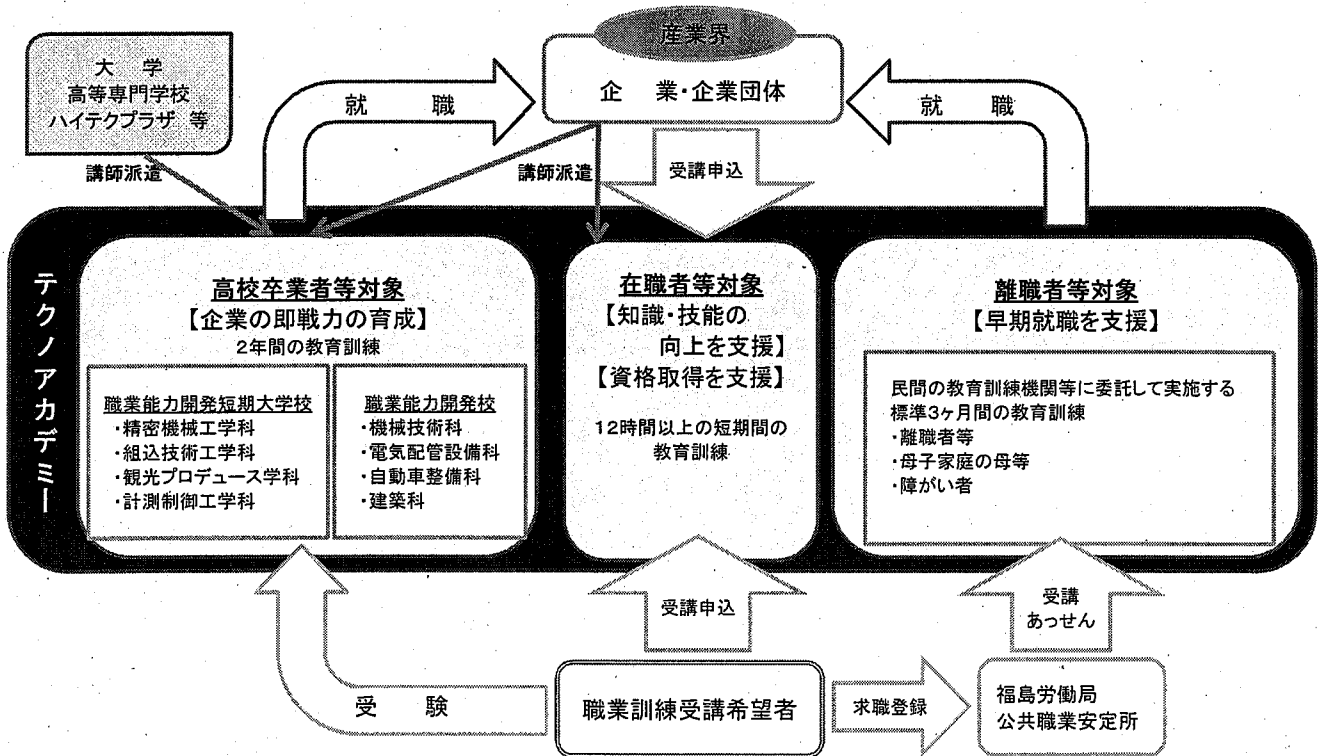 産業界
企　業・企業団体
大　学
高等専門学校
ハイテクプラザ 等
就　職
就　職
講師派遣
講師派遣
受講申込
テクノアカデミー
高校卒業者等対象
【企業の即戦力の育成】
2年間の教育訓練
職業能力開発短期大学校
・精密機械工学科
・組込技術工学科
・観光プロデュース学科
・計測制御工学科
職業能力開発校
・機械技術科
・電気配管設備科
・自動車整備科
・建築科
在職者等対象
【知識・技能の
向上を支援】
【資格取得を支援】
12時間以上の短期間の
教育訓練
離職者等対象
【早期就職を支援】
民間の教育訓練機関等に委託して実施する
標準3ヶ月間の教育訓練
・離職者等
・母子家庭の母等
・障がい者
受講申込
受講
あっせん
受　験
職業訓練受講希望者
求職登録
福島労働局
公共職業安定所